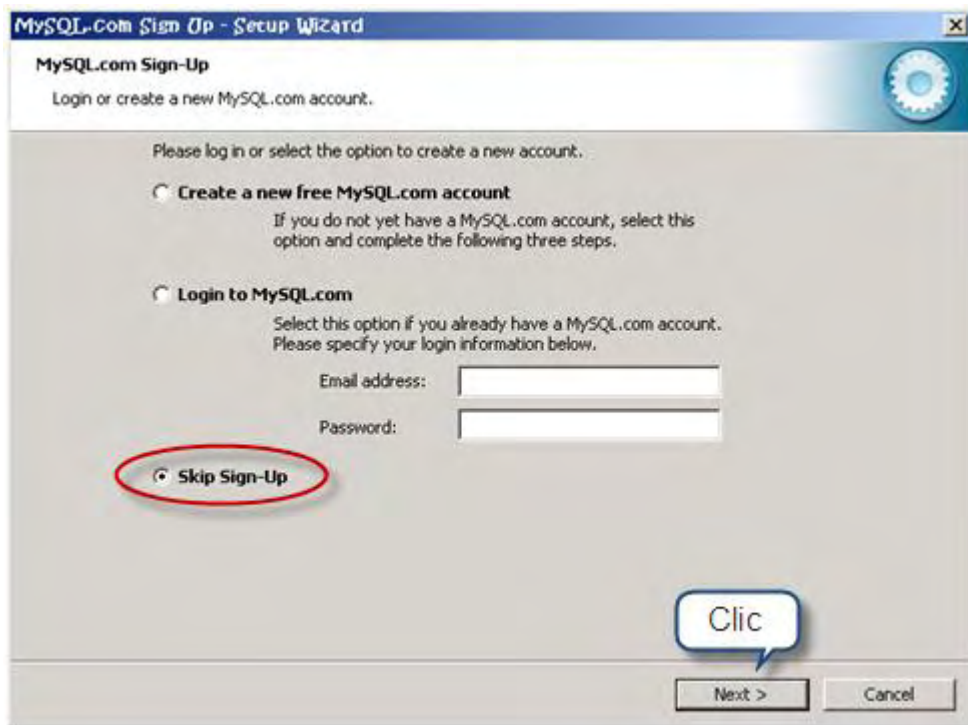 MySQL.com Sign Up - Setup Wizard
MySQL.com Sign-Up
Login or create a new MySQL.com account.
Please log in or select the option to create a new account.
Create a new free MySQL.com account
If you do not yet have a MySQL.com account, select this
option and complete the following three steps.
Login to MySQL.com
Select this option if you already have a MySQL.com account.
Please specify your login information below.
Email address:
Password:
Skip Sign-Up
Clic
Next >
Cancel